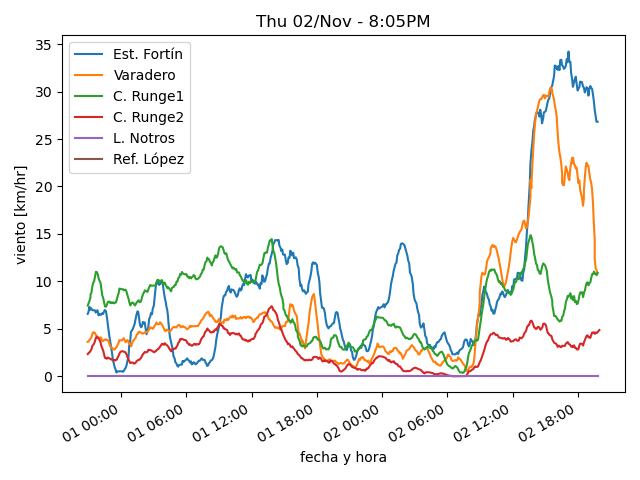 Thu 02/Nov - 8:05PM
viento [km/hr]
35
30
25
20
15
10
5
0
Est. Fortín
Varadero
C. Runge1
C. Runge2
L. Notros
Ref. López
01 00:00
01 06:00
01 12:00
01 18:00
02 00:00
02 06:00
02 12:00
02 18:00
fecha y hora